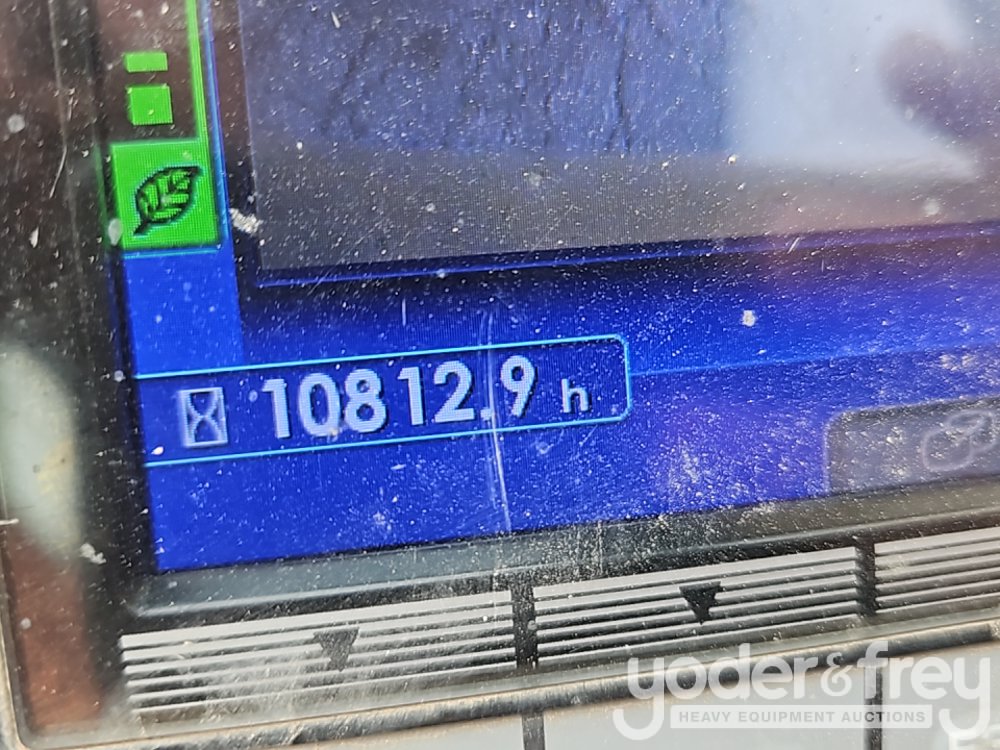 10812.9 h
yoder&frey
HEAVY EQUIPMENT AUCTIONS